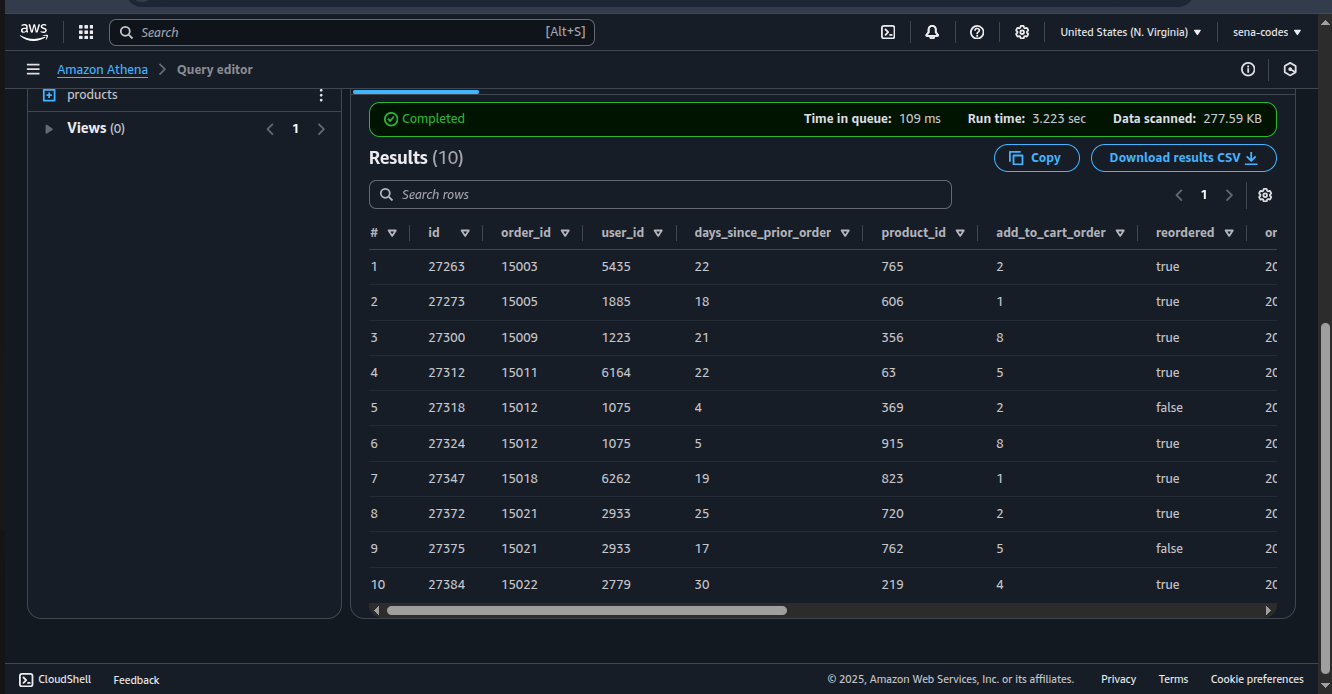 aws Search [Alt+S] United States (N. Virginia) sena-codes
Amazon Athena Query editor
products
Views (0) 1
Completed Time in queue: 109 ms Run time: 3.223 sec Data scanned: 277.59 KB
Results (10) Copy Download results CSV
Search rows 1
# id order_id user_id days_since_prior_order product_id add_to_cart_order reordered or
1 27263 15003 5435 22 765 2 true 20
2 27273 15005 1885 18 606 1 true 20
3 27300 15009 1223 21 356 8 true 20
4 27312 15011 6164 22 63 5 true 20
5 27318 15012 1075 4 369 2 false 20
6 27324 15012 1075 5 915 8 true 20
7 27347 15018 6262 19 823 1 true 20
8 27372 15021 2933 25 720 2 true 20
9 27375 15021 2933 17 762 5 false 20
10 27384 15022 2779 30 219 4 true 20
CloudShell Feedback © 2025, Amazon Web Services, Inc. or its affiliates. Privacy Terms Cookie preferences